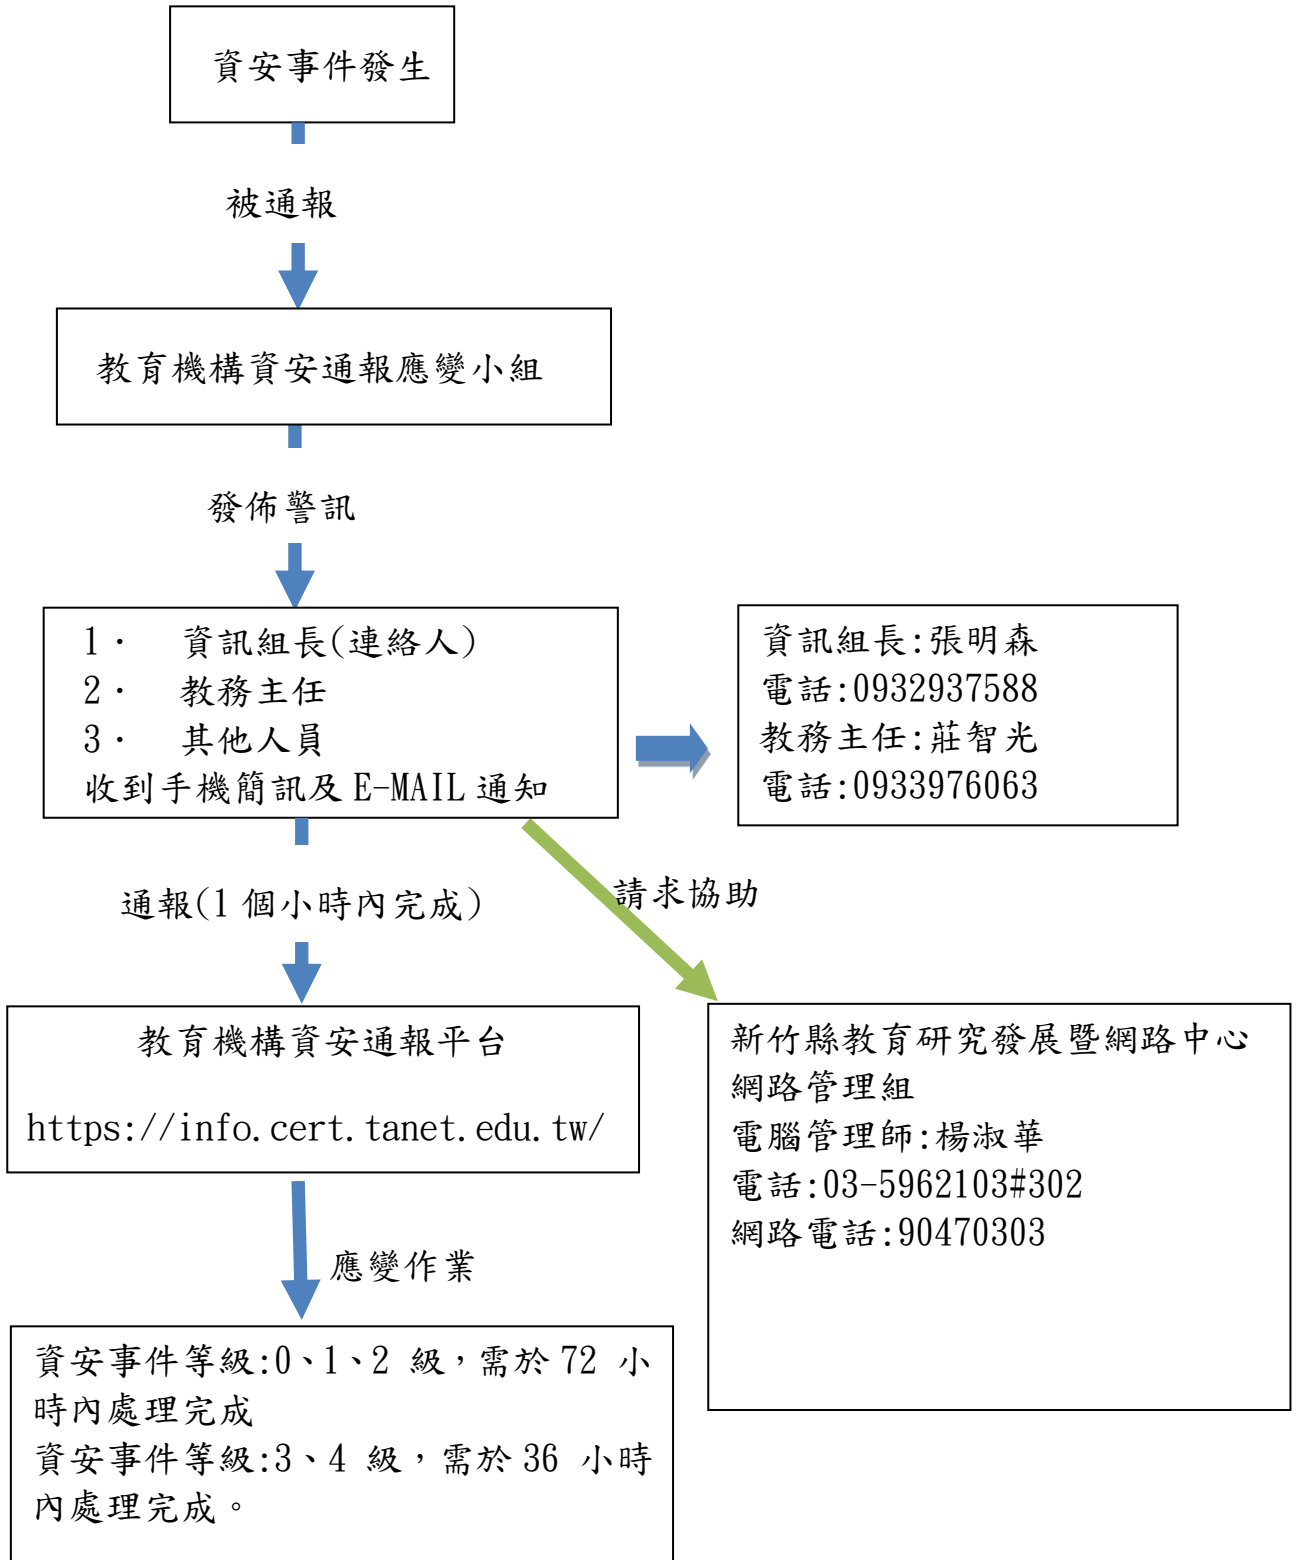 資安事件發生
被通報
教育機構資安通報應變小組
發佈警訊
1． 資訊組長(連絡人)
2． 教務主任
3． 其他人員
收到手機簡訊及 E-MAIL 通知
資訊組長:張明森
電話:0932937588
教務主任:莊智光
電話:0933976063
通報(1 個小時內完成)
請求協助
教育機構資安通報平台
https://info.cert.tanet.edu.tw/
新竹縣教育研究發展暨網路中心
網路管理組
電腦管理師:楊淑華
電話:03-5962103#302
網路電話:90470303
應變作業
資安事件等級:0、1、2 級，需於 72 小
時內處理完成
資安事件等級:3、4 級，需於 36 小時
內處理完成。